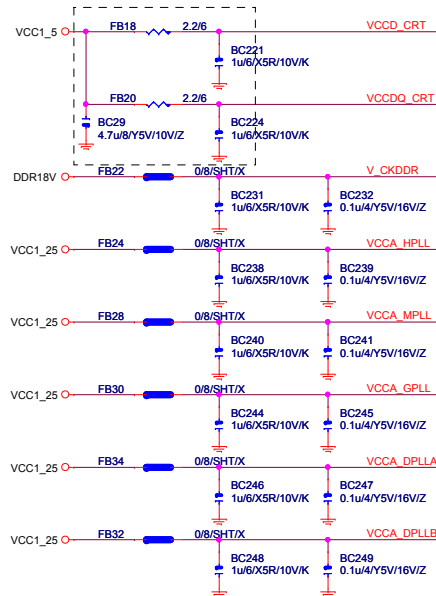 VCC1_5 FB18 2.2/6 VCCD_CRT
BC221
1u/6/X5R/10V/K
FB20 2.2/6 VCCDQ_CRT
BC29
4.7u/8/Y5V/10V/Z
BC224
1u/6/X5R/10V/K
DDR18V FB22 0/8/SHT/X V_CKDDR
BC231
1u/6/X5R/10V/K
BC232
0.1u/4/Y5V/16V/Z
VCC1_25 FB24 0/8/SHT/X VCCA_HPLL
BC238
1u/6/X5R/10V/K
BC239
0.1u/4/Y5V/16V/Z
VCC1_25 FB28 0/8/SHT/X VCCA_MPLL
BC240
1u/6/X5R/10V/K
BC241
0.1u/4/Y5V/16V/Z
VCC1_25 FB30 0/8/SHT/X VCCA_GPLL
BC244
1u/6/X5R/10V/K
BC245
0.1u/4/Y5V/16V/Z
VCC1_25 FB34 0/8/SHT/X VCCA_DPLLA
BC246
1u/6/X5R/10V/K
BC247
0.1u/4/Y5V/16V/Z
VCC1_25 FB32 0/8/SHT/X VCCA_DPLLB
BC248
1u/6/X5R/10V/K
BC249
0.1u/4/Y5V/16V/Z